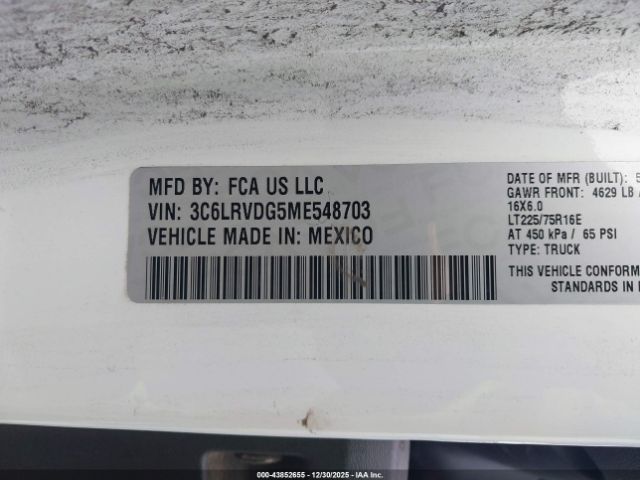 MFD BY: FCA US LLC
VIN: 3C6LRVDG5ME548703
VEHICLE MADE IN: MEXICO
DATE OF MFR (BUILT): 5
GAWR FRONT: 4629 LB
16X6.0
LT225/75R16E
AT 450 kPa / 65 PSI
TYPE: TRUCK
THIS VEHICLE CONFORM
STANDARDS IN
000-43852655 - 12/30/2025 - IAA Inc.